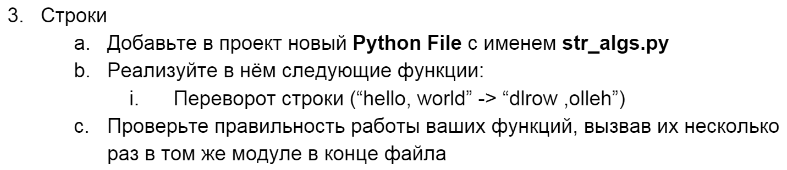 3. Строки
a. Добавьте в проект новый Python File с именем str_algs.py
b. Реализуйте в нём следующие функции:
i. Переворот строки (“hello, world” -> “dlrow ,olleh”)
c. Проверьте правильность работы ваших функций, вызвав их несколько
раз в том же модуле в конце файла